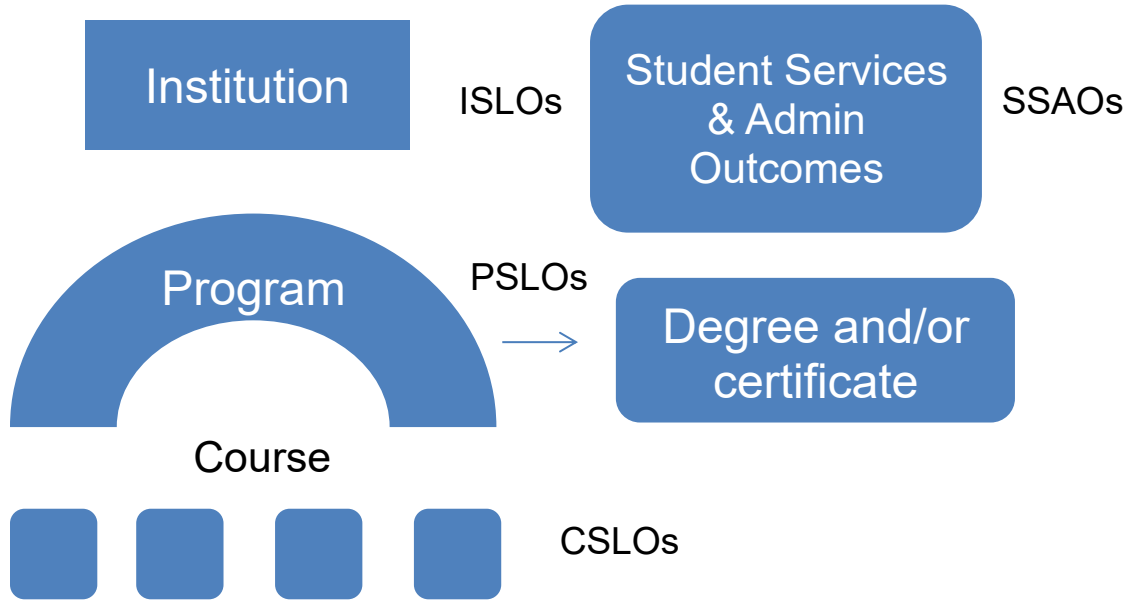 Institution
ISLOs
Student Services
& Admin
Outcomes
SSAOs
Program
PSLOs
Degree and/or
certificate
Course
CSLOs